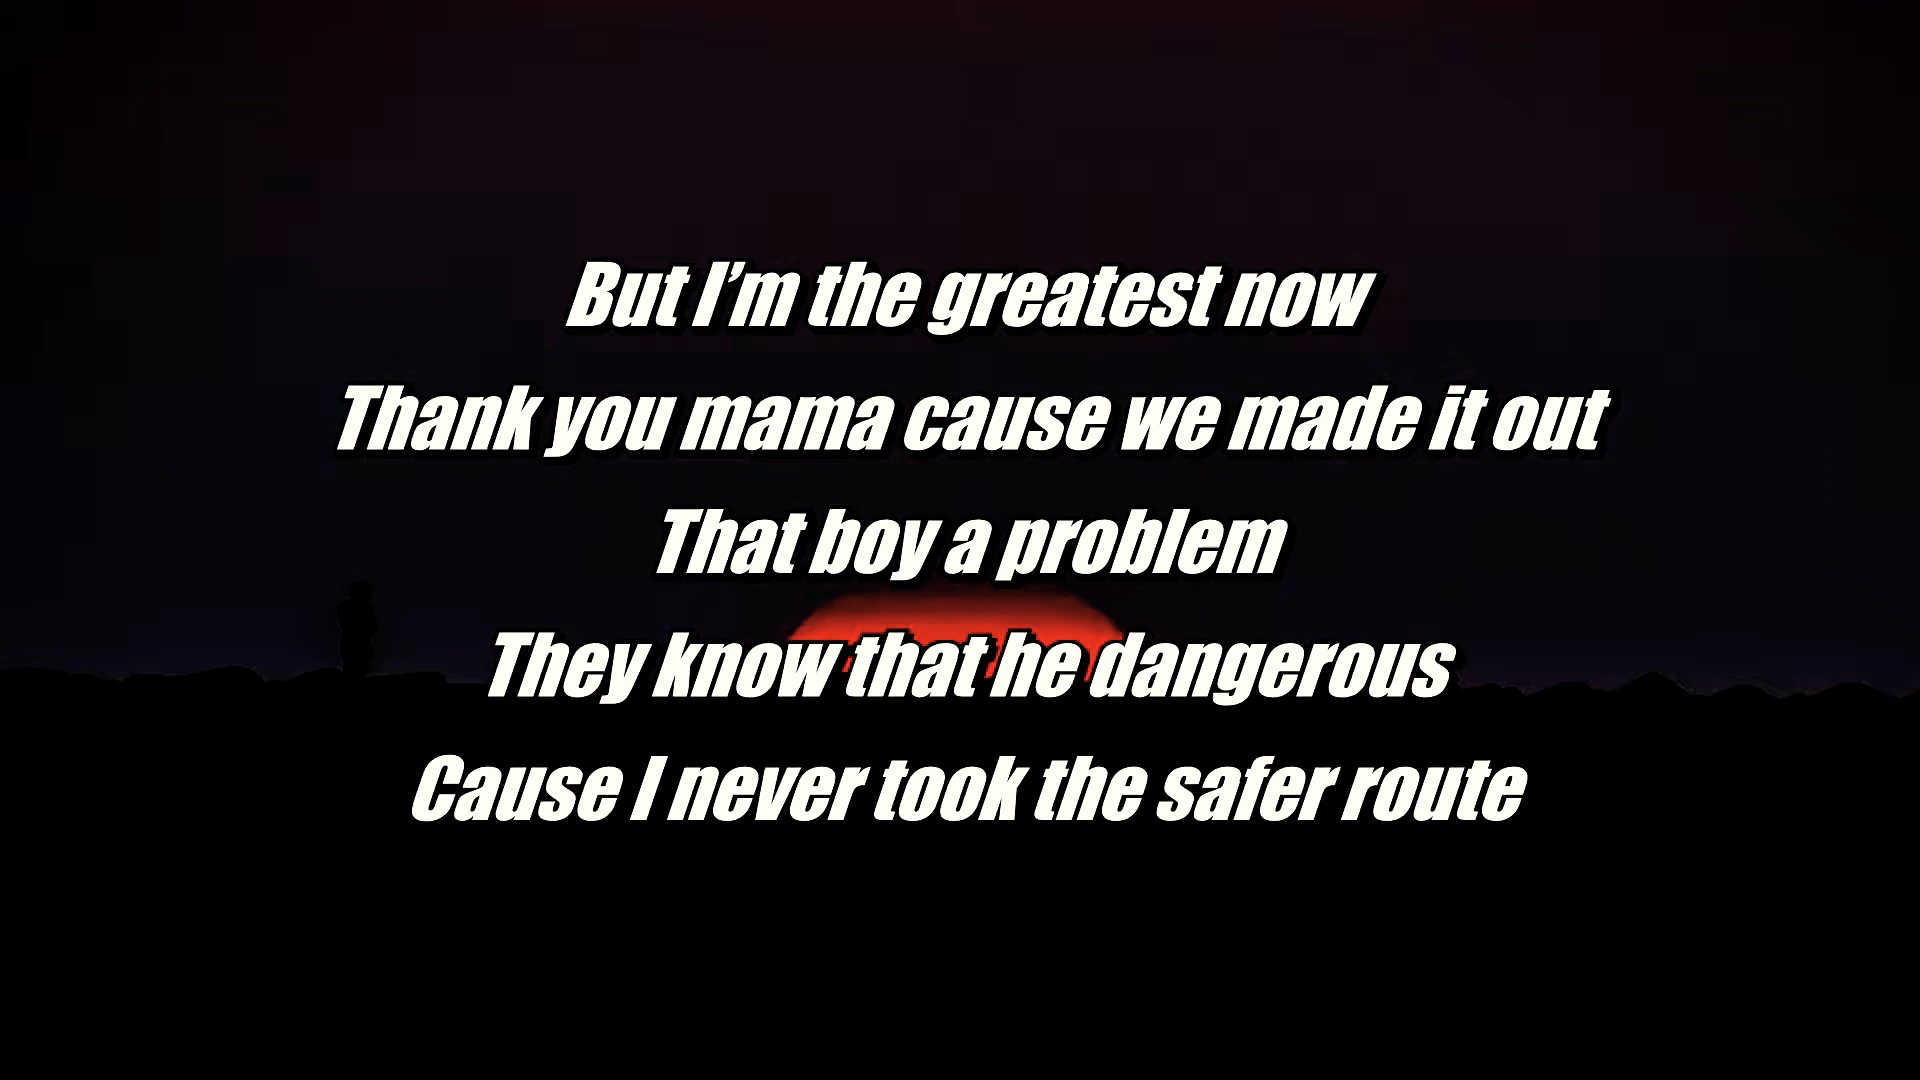 But I’m the greatest now
Thank you mama cause we made it out
That boy a problem
They know that he dangerous
Cause I never took the safer route